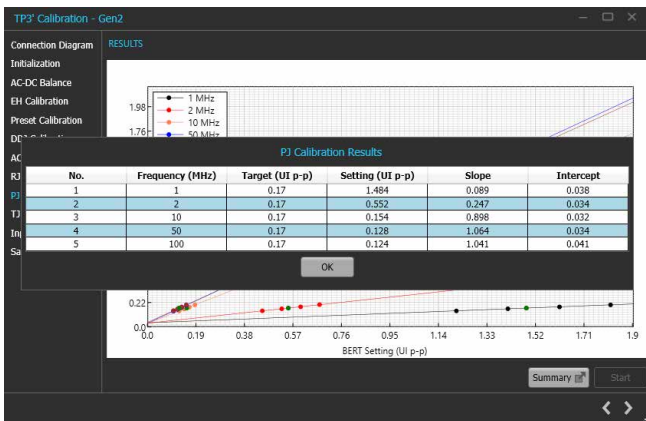 TP3' Calibration - Gen2
Connection Diagram
RESULTS
Initialization
AC-DC Balance
EH Calibration
Preset Calibration
1.98
1 MHz
2 MHz
10 MHz
1.76
50 MHz
AC
RJ
PJ
TJ
PJ Calibration Results
No. Frequency (MHz) Target (UI p-p) Setting (UI p-p) Slope Intercept
1 1 0.17 1.484 0.089 0.038
2 2 0.17 0.552 0.247 0.034
3 10 0.17 0.154 0.898 0.032
4 50 0.17 0.128 1.064 0.034
5 100 0.17 0.124 1.041 0.041
OK
0.22
0.0
0.0 0.19 0.38 0.57 0.76 0.95 1.14 1.33 1.52 1.71 1.9
BERT Setting (UI p-p)
Summary
Start